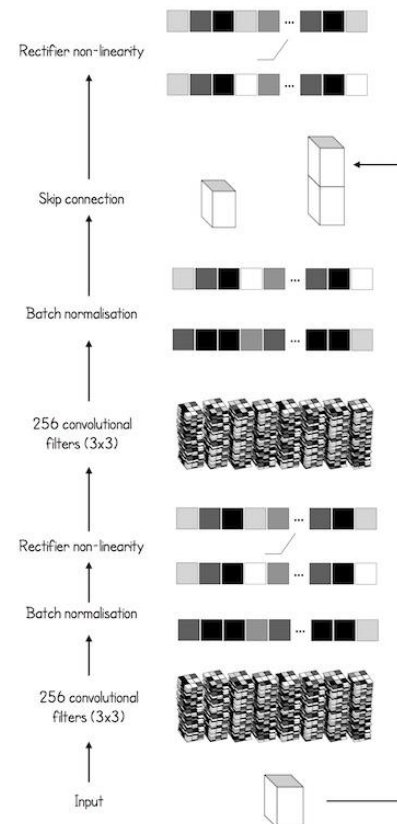 ...
Rectifier non-linearity
...
Skip connection
...
Batch normalisation
...
256 convolutional
filters (3x3)
...
Rectifier non-linearity
...
Batch normalisation
...
256 convolutional
filters (3x3)
Input